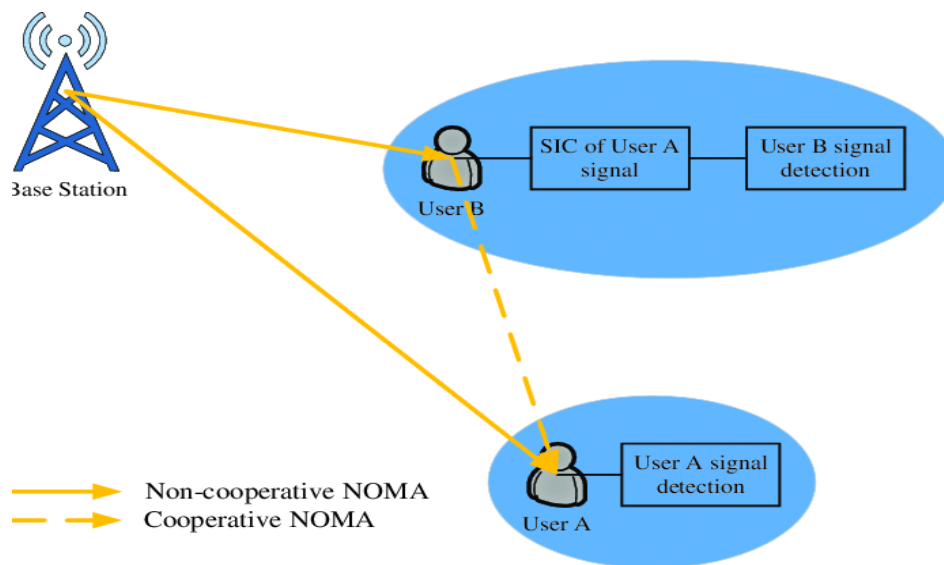 Base Station
SIC of User A
signal
User B signal
detection
User B
User A signal
detection
User A
Non-cooperative NOMA
Cooperative NOMA